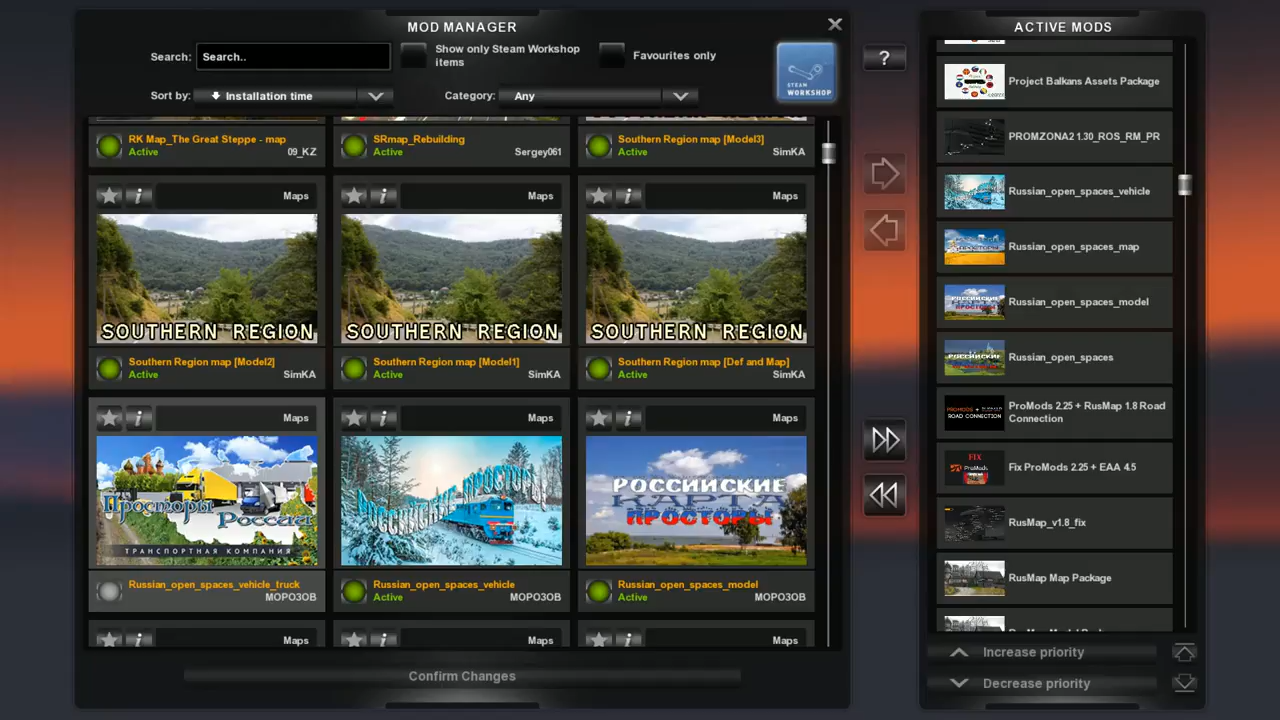 MOD MANAGER
Search:
Search..
Show only Steam Workshop
items
Favourites only
STEAM
WORKSHOP
Sort by:
Installation time
Category:
Any
RK Map_The Great Steppe - map
Active
09_KZ
SRmap_Rebuilding
Active
Sergey061
Southern Region map [Model3]
Active
SimKA
Maps
Maps
Maps
SOUTHERN REGION
SOUTHERN REGION
SOUTHERN REGION
Southern Region map [Model2]
Active
SimKA
Southern Region map [Model1]
Active
SimKA
Southern Region map [Def and Map]
Active
SimKA
Maps
Maps
Maps
Просторы
России
ТРАНСПОРТНАЯ КОМПАНИЯ
РОССИЙСКИЕ ПРОСТОРЫ
РОССИЙСКИЕ
КАРТА
ПРОСТОРЫ
Russian_open_spaces_vehicle_truck
МОРОЗОВ
Russian_open_spaces_vehicle
Active
МОРОЗОВ
Russian_open_spaces_model
Active
МОРОЗОВ
Maps
Maps
Maps
Confirm Changes
?
ACTIVE MODS
Project Balkans Assets Package
PROMZONA2 1.30_ROS_RM_PR
Russian_open_spaces_vehicle
Russian_open_spaces_map
Russian_open_spaces_model
Russian_open_spaces
ProMods 2.25 + RusMap 1.8 Road
Connection
Fix ProMods 2.25 + EAA 4.5
RusMap_v1.8_fix
RusMap Map Package
Increase priority
Decrease priority